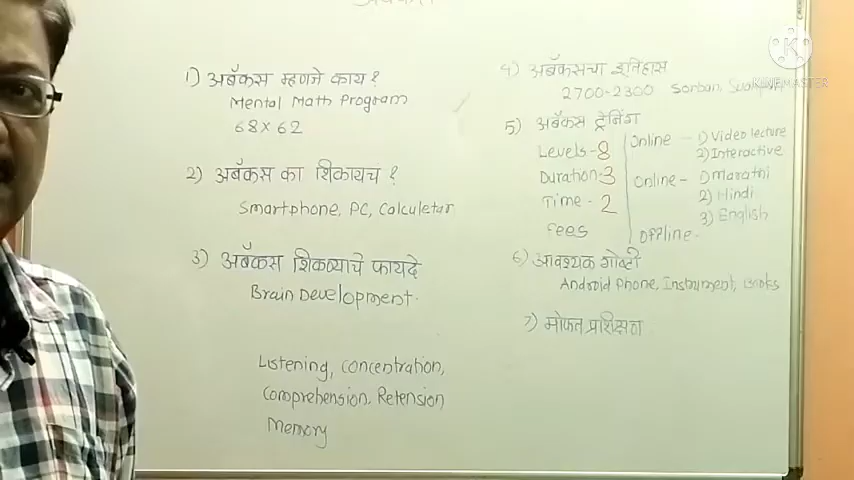 1) अबॅकस म्हणजे काय ?
Mental Math Program
68 x 62
2) अबॅकस का शिकायच ?
Smartphone, PC, Calculetar
3) अबॅकस शिकण्याचे फायदे
Brain Development.
Listening, Concentration,
Comprehension, Retension
Memory
4) अबॅकसचा इतिहास
2700-2300 Sorban,
5) अबॅकस ट्रेनिंग
Levels - 8
Duration - 3
Time - 2
Fees
Online - 1) Video lecture
2) Interactive
Online - 1) Marathi
2) Hindi
3) English
Offline -
6) आवश्यक गोष्टी
Android Phone, Instrument, Books
7) मोफत प्रशिक्षण
KINEMASTER